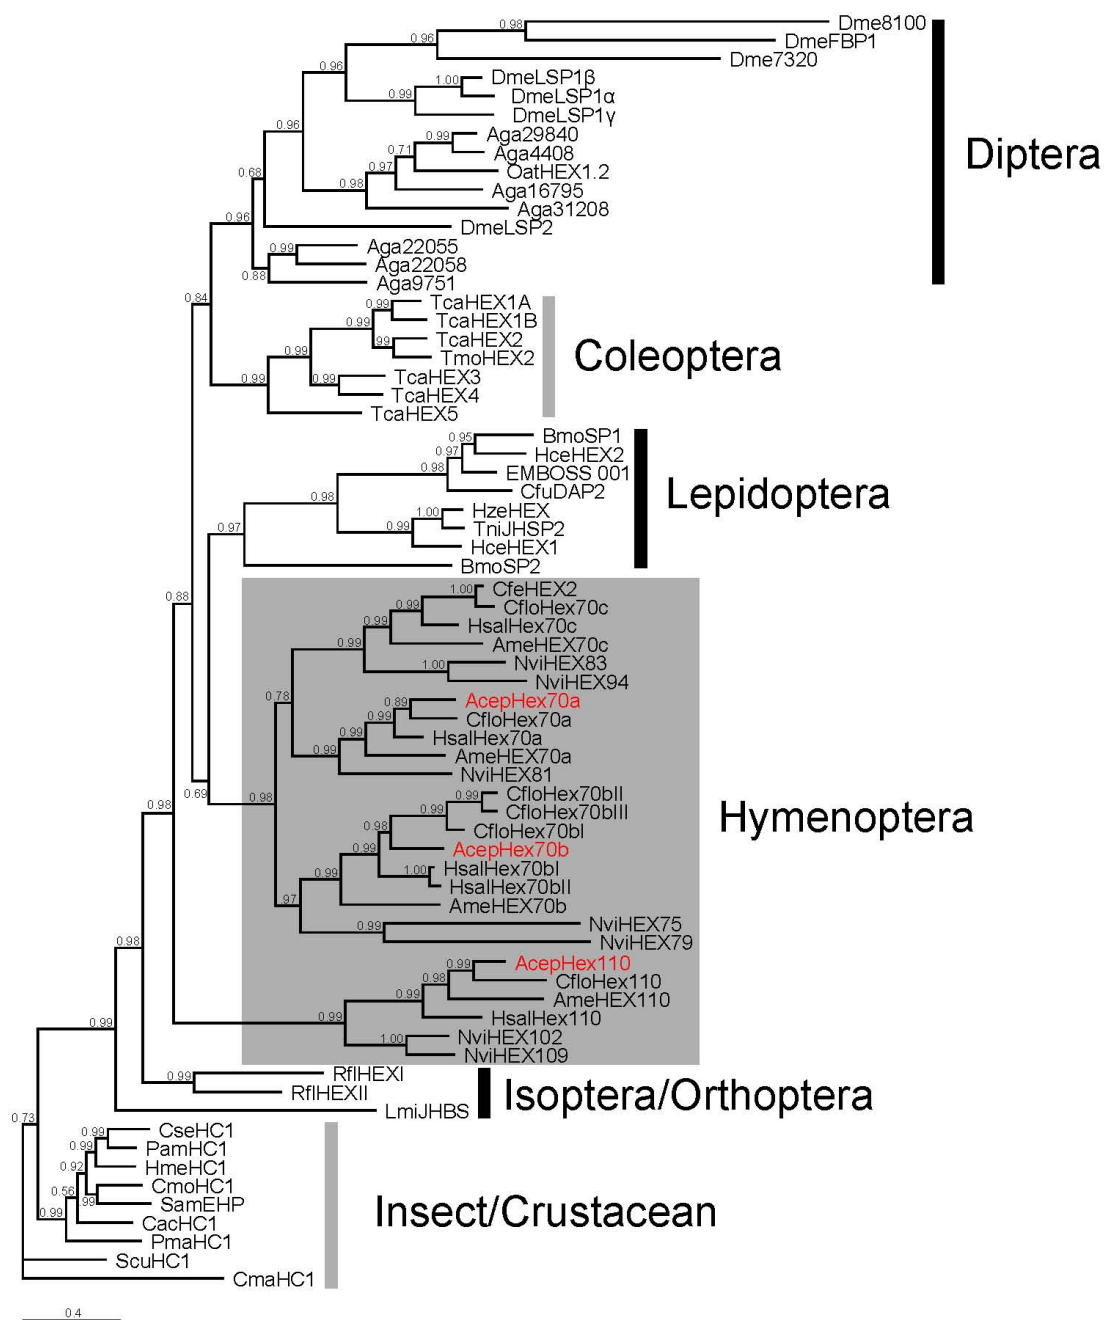 0.98
Dme8100
0.96
DmeFBP1
Dme7320
0.96
1.00
DmeLSP1β
0.99
DmeLSP1α
DmeLSP1γ
0.96
0.99
Aga29840
0.71
Aga4408
0.97
OatHEX1.2
0.98
Aga16795
Aga31208
0.68
DmeLSP2
0.96
0.99
Aga22055
Aga22058
0.88
Aga9751
Diptera
0.84
0.99
TcaHEX1A
0.99
TcaHEX1B
.99
TcaHEX2
TmoHEX2
0.99
0.99
TcaHEX3
TcaHEX4
0.99
TcaHEX5
Coleoptera
0.95
BmoSP1
0.97
HceHEX2
0.98
EMBOSS 001
CfuDAP2
0.98
1.00
HzeHEX
0.99
TniJHSP2
HceHEX1
0.97
BmoSP2
Lepidoptera
0.88
1.00
CfeHEX2
0.99
CfloHex70c
0.99
HsalHex70c
0.99
AmeHEX70c
1.00
NviHEX83
NviHEX94
0.78
0.89
AcepHex70a
0.99
CfloHex70a
0.99
HsalHex70a
0.99
AmeHEX70a
NviHEX81
0.69
0.98
0.99
CfloHex70bII
0.99
CfloHex70bIII
0.98
CfloHex70bI
0.99
AcepHex70b
0.99
1.00
HsalHex70bI
HsalHex70bII
.97
AmeHEX70b
0.99
NviHEX75
NviHEX79
Hymenoptera
0.98
0.99
AcepHex110
0.98
CfloHex110
0.99
AmeHEX110
0.99
HsalHex110
1.00
NviHEX102
NviHEX109
0.98
0.99
0.99
RflHEXI
RflHEXII
LmiJHBS
Isoptera/Orthoptera
0.73
0.99
CseHC1
0.99
PamHC1
0.92
HmeHC1
0.56
CmoHC1
.99
SamEHP
0.99
CacHC1
PmaHC1
ScuHC1
CmaHC1
Insect/Crustacean
0.4